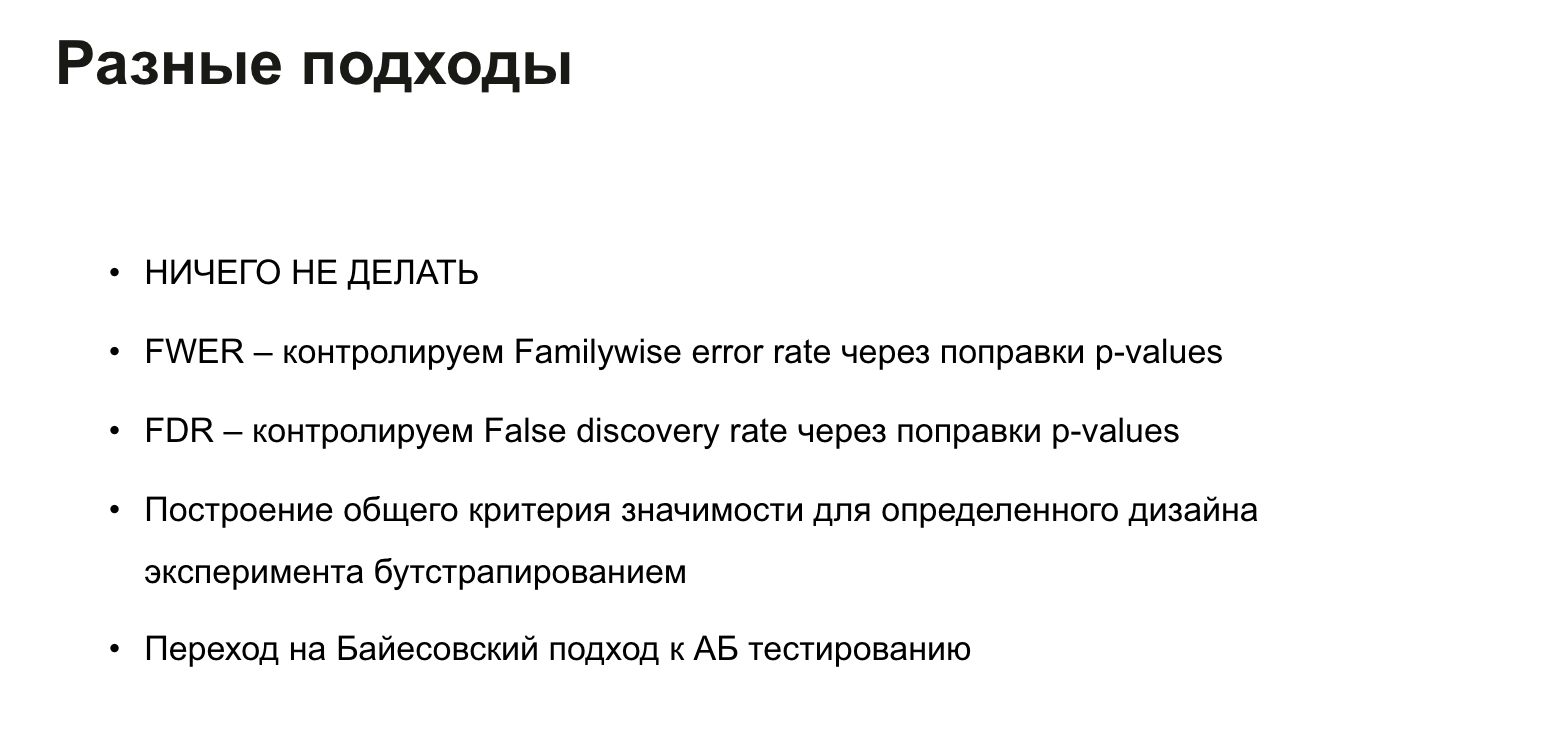 Разные подходы
• НИЧЕГО НЕ ДЕЛАТЬ
• FWER – контролируем Familywise error rate через поправки p-values
• FDR – контролируем False discovery rate через поправки p-values
• Построение общего критерия значимости для определенного дизайна
эксперимента бутстрапированием
• Переход на Байесовский подход к АБ тестированию